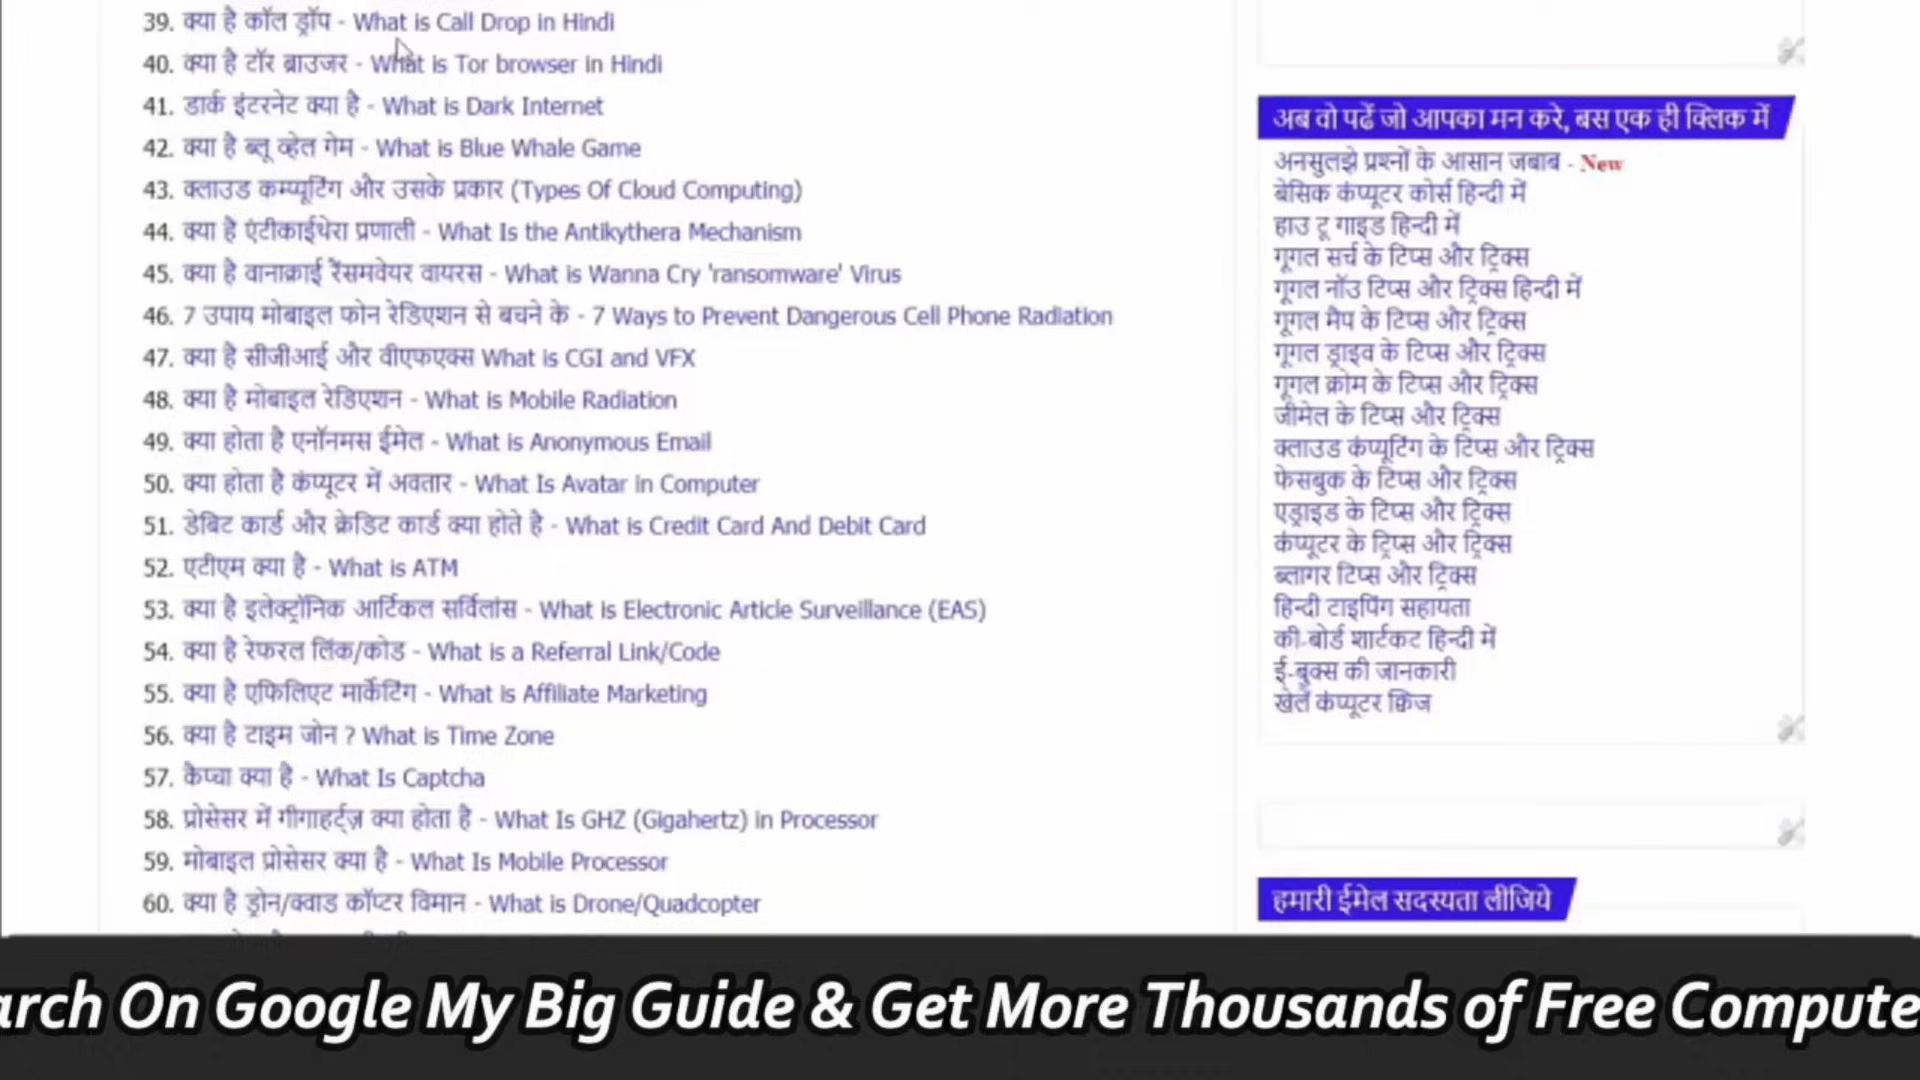 39. क्या है कॉल ड्रॉप - What is Call Drop in Hindi
40. क्या है टॉर ब्राउजर - What is Tor browser in Hindi
41. डार्क इंटरनेट क्या है - What is Dark Internet
42. क्या है ब्लू व्हेल गेम - What is Blue Whale Game
43. क्लाउड कम्प्यूटिंग और उसके प्रकार (Types Of Cloud Computing)
44. क्या है एंटीकाईथेरा प्रणाली - What Is the Antikythera Mechanism
45. क्या है वानाक्राई रैंसमवेयर वायरस - What is Wanna Cry 'ransomware' Virus
46. 7 उपाय मोबाइल फोन रेडिएशन से बचने के - 7 Ways to Prevent Dangerous Cell Phone Radiation
47. क्या है सीजीआई और वीएफएक्स What is CGI and VFX
48. क्या है मोबाइल रेडिएशन - What is Mobile Radiation
49. क्या होता है एनॉनमस ईमेल - What is Anonymous Email
50. क्या होता है कंप्यूटर में अवतार - What Is Avatar in Computer
51. डेबिट कार्ड और क्रेडिट कार्ड क्या होते है - What is Credit Card And Debit Card
52. एटीएम क्या है - What is ATM
53. क्या है इलेक्ट्रॉनिक आर्टिकल सर्विलांस - What is Electronic Article Surveillance (EAS)
54. क्या है रेफरल लिंक/कोड - What is a Referral Link/Code
55. क्या है एफिलिएट मार्केटिंग - What is Affiliate Marketing
56. क्या है टाइम जोन ? What is Time Zone
57. कैप्चा क्या है - What Is Captcha
58. प्रोसेसर में गीगाहर्ट्ज़ क्या होता है - What Is GHZ (Gigahertz) in Processor
59. मोबाइल प्रोसेसर क्या है - What Is Mobile Processor
60. क्या है ड्रोन/क्वाड कॉप्टर विमान - What is Drone/Quadcopter
अब वो पढें जो आपका मन करे, बस एक ही क्लिक में
अनसुलझे प्रश्नों के आसान जबाब - New
बेसिक कंप्यूटर कोर्स हिन्दी में
हाउ टू गाइड हिन्दी में
गूगल सर्च के टिप्स और ट्रिक्स
गूगल नॉउ टिप्स और ट्रिक्स हिन्दी में
गूगल मैप के टिप्स और ट्रिक्स
गूगल ड्राइव के टिप्स और ट्रिक्स
गूगल क्रोम के टिप्स और ट्रिक्स
जीमेल के टिप्स और ट्रिक्स
क्लाउड कंप्यूटिंग के टिप्स और ट्रिक्स
फेसबुक के टिप्स और ट्रिक्स
एड्राइड के टिप्स और ट्रिक्स
कंप्यूटर के ट्रिप्स और ट्रिक्स
ब्लागर टिप्स और ट्रिक्स
हिन्दी टाइपिंग सहायता
की-बोर्ड शार्टकट हिन्दी में
ई-बुक्स की जानकारी
खेलें कंप्यूटर क्विज
हमारी ईमेल सदस्यता लीजिये
arch On Google My Big Guide & Get More Thousands of Free Compute